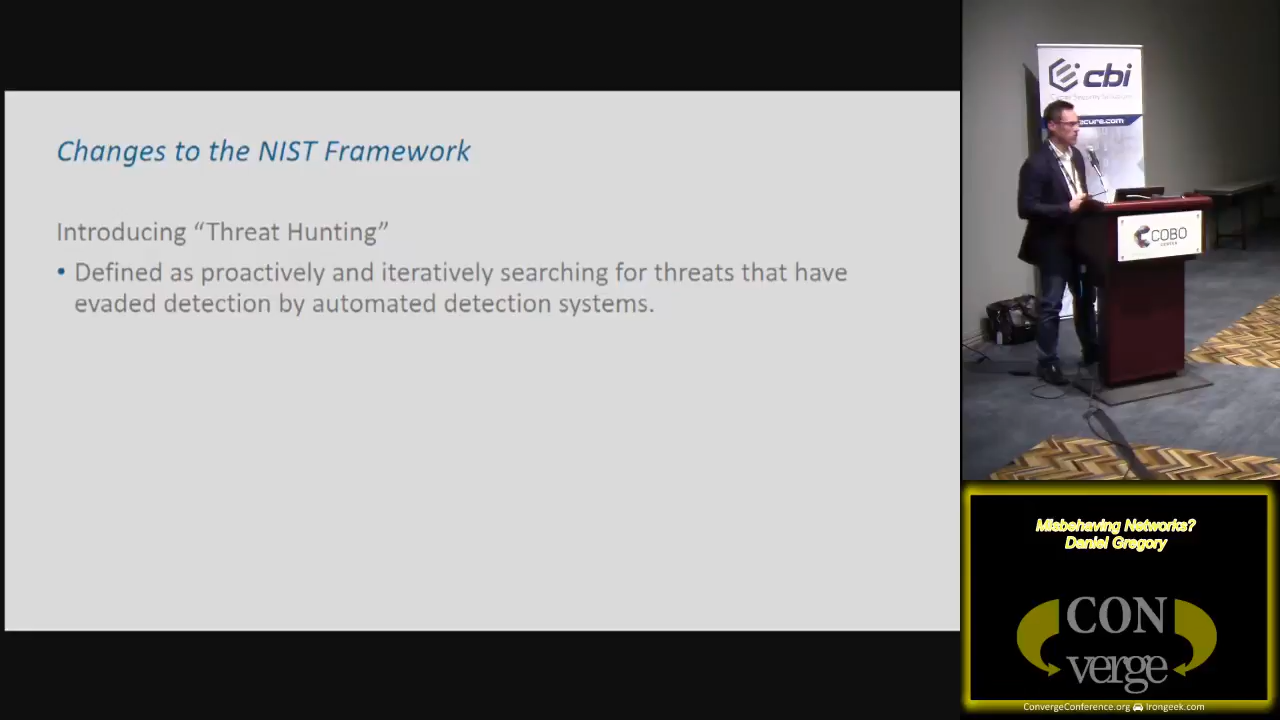 Changes to the NIST Framework
Introducing “Threat Hunting”
• Defined as proactively and iteratively searching for threats that have
evaded detection by automated detection systems.
cbi
COBO
CENTER
Misbehaving Networks?
Daniel Gregory
CON
verge
ConvergeConference.org Irongeek.com